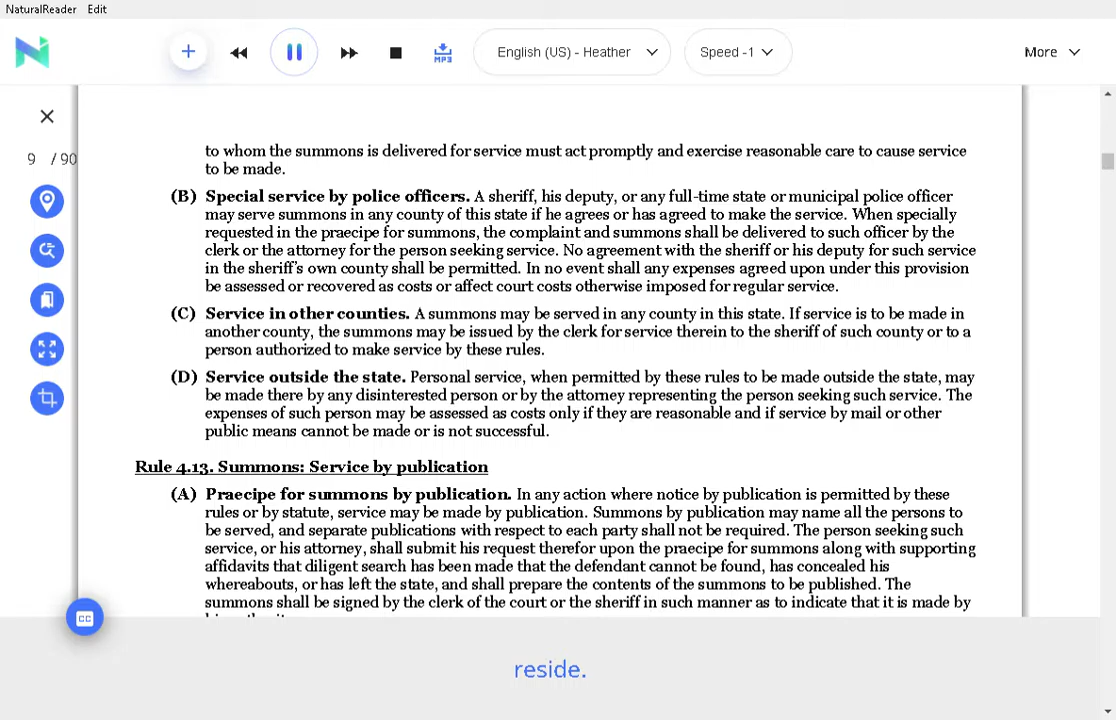 NaturalReader Edit
English (US) - Heather
Speed -1
More
MP3
9 / 90
to whom the summons is delivered for service must act promptly and exercise reasonable care to cause service
to be made.
(B) Special service by police officers. A sheriff, his deputy, or any full-time state or municipal police officer
may serve summons in any county of this state if he agrees or has agreed to make the service. When specially
requested in the praecipe for summons, the complaint and summons shall be delivered to such officer by the
clerk or the attorney for the person seeking service. No agreement with the sheriff or his deputy for such service
in the sheriff's own county shall be permitted. In no event shall any expenses agreed upon under this provision
be assessed or recovered as costs or affect court costs otherwise imposed for regular service.
(C) Service in other counties. A summons may be served in any county in this state. If service is to be made in
another county, the summons may be issued by the clerk for service therein to the sheriff of such county or to a
person authorized to make service by these rules.
(D) Service outside the state. Personal service, when permitted by these rules to be made outside the state, may
be made there by any disinterested person or by the attorney representing the person seeking such service. The
expenses of such person may be assessed as costs only if they are reasonable and if service by mail or other
public means cannot be made or is not successful.
Rule 4.13. Summons: Service by publication
(A) Praecipe for summons by publication. In any action where notice by publication is permitted by these
rules or by statute, service may be made by publication. Summons by publication may name all the persons to
be served, and separate publications with respect to each party shall not be required. The person seeking such
service, or his attorney, shall submit his request therefor upon the praecipe for summons along with supporting
affidavits that diligent search has been made that the defendant cannot be found, has concealed his
whereabouts, or has left the state, and shall prepare the contents of the summons to be published. The
summons shall be signed by the clerk of the court or the sheriff in such manner as to indicate that it is made by
CC
reside.